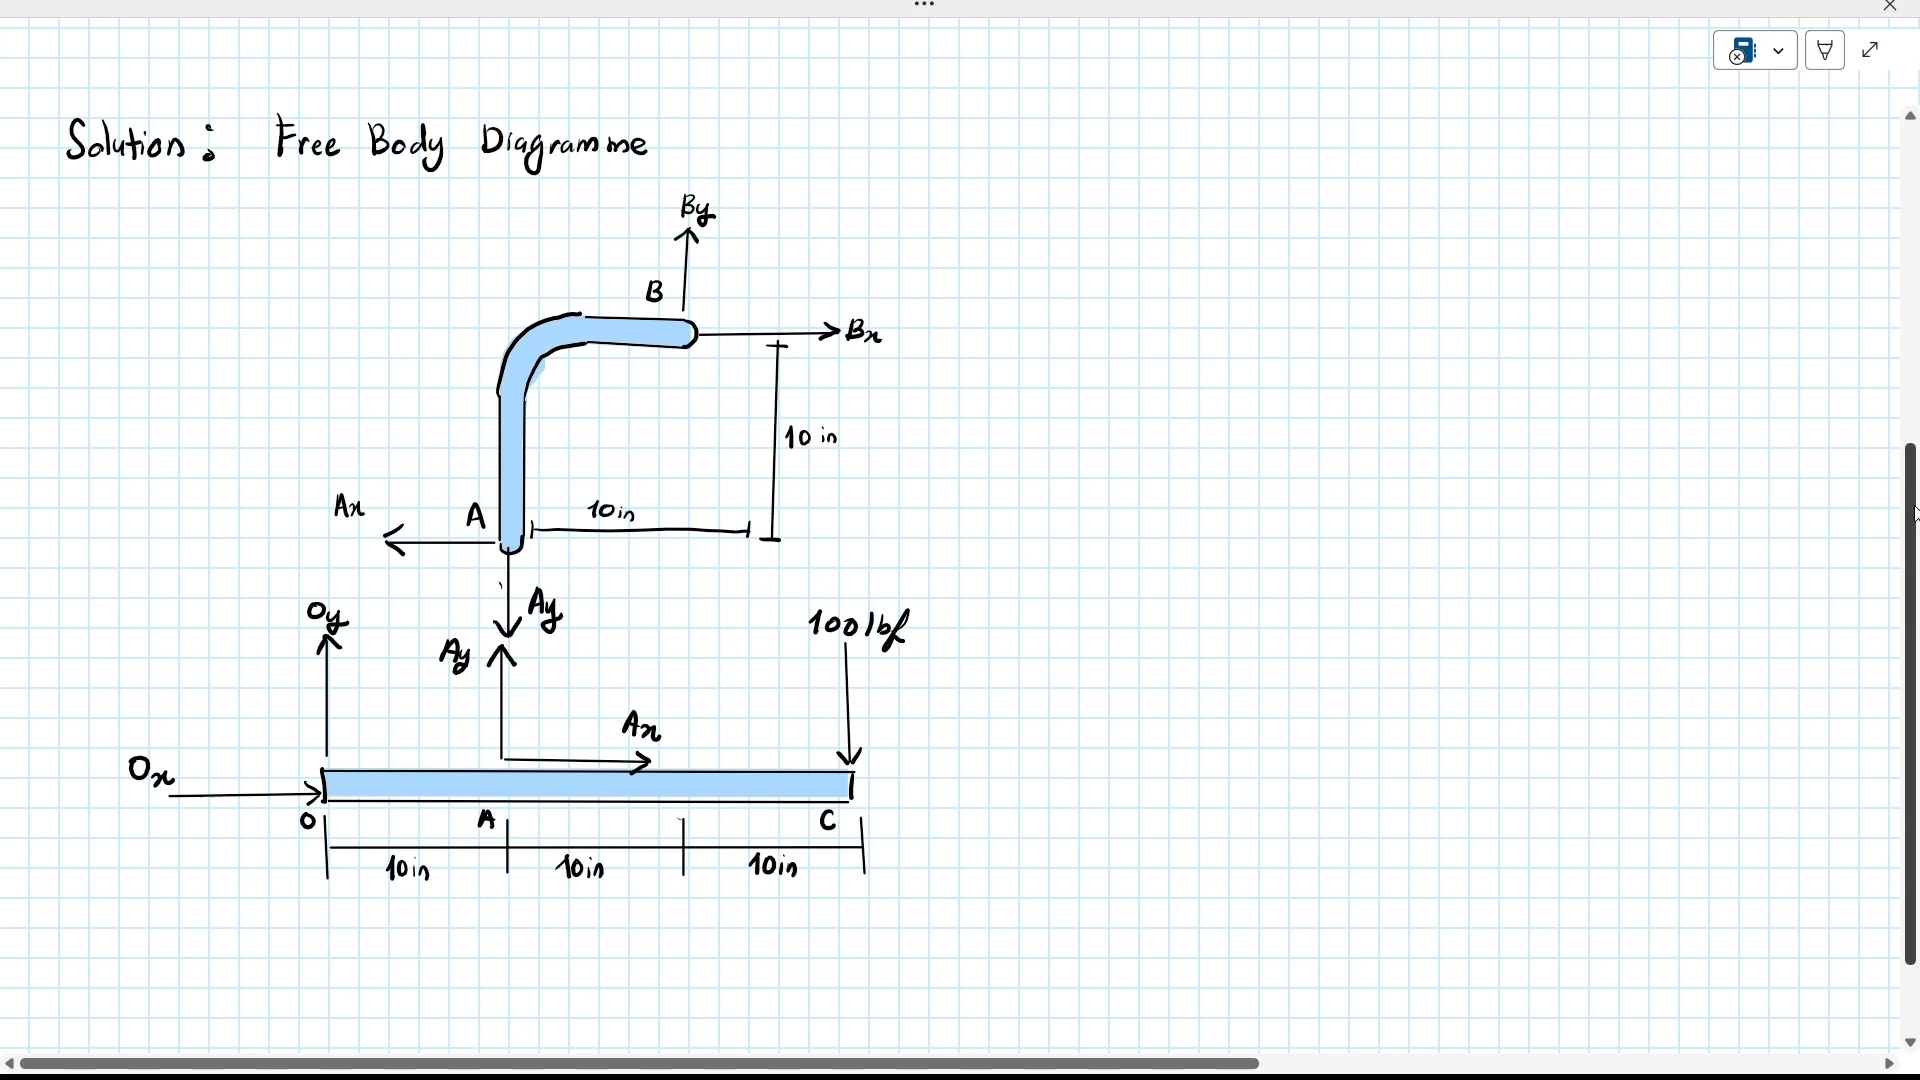 Solution: Free Body Diagramme
By
B
Bx
10 in
Ax
A
10in
Ay
Oy
Ay
100 lbf
Ax
Ox
O
A
C
10in
10in
10in